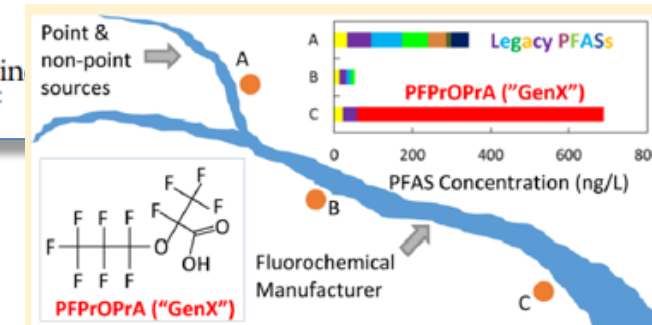 Point &
non-point
sources
A
B
Fluorochemical
Manufacturer
C
A
Legacy PFASs
B
PFPrOPrA ("GenX")
C
0
200
400
600
PFAS Concentration (ng/L)
F F F
F
F F F
O
F
F
F
F
O
OH
PFPrOPrA ("GenX")